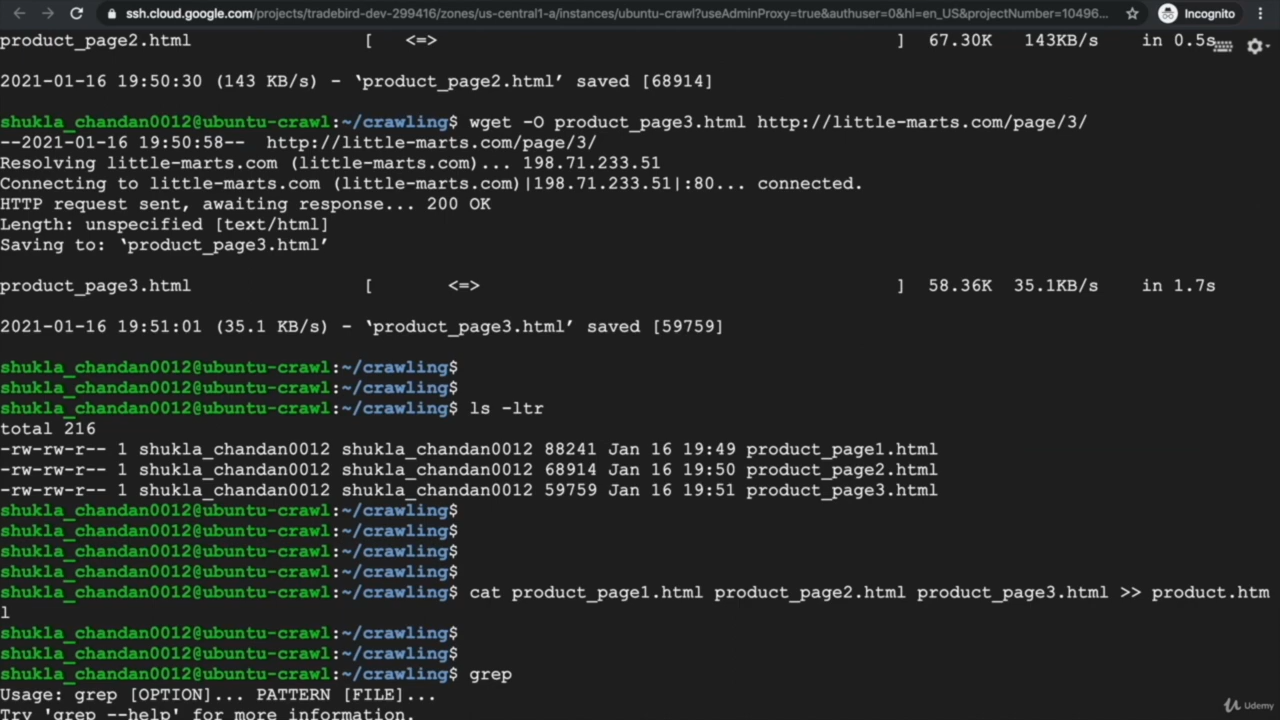 ssh.cloud.google.com/projects/tradebird-dev-299416/zones/us-central1-a/instances/ubuntu-crawl?useAdminProxy=true&authuser=0&hl=en_US&projectNumber=10496... Incognito
product_page2.html [ <=> ] 67.30K 143KB/s in 0.5s
2021-01-16 19:50:30 (143 KB/s) - ‘product_page2.html’ saved [68914]
shukla_chandan0012@ubuntu-crawl:~/crawling$ wget -O product_page3.html http://little-marts.com/page/3/
--2021-01-16 19:50:58-- http://little-marts.com/page/3/
Resolving little-marts.com (little-marts.com)... 198.71.233.51
Connecting to little-marts.com (little-marts.com)|198.71.233.51|:80... connected.
HTTP request sent, awaiting response... 200 OK
Length: unspecified [text/html]
Saving to: ‘product_page3.html’
product_page3.html [ <=> ] 58.36K 35.1KB/s in 1.7s
2021-01-16 19:51:01 (35.1 KB/s) - ‘product_page3.html’ saved [59759]
shukla_chandan0012@ubuntu-crawl:~/crawling$
shukla_chandan0012@ubuntu-crawl:~/crawling$
shukla_chandan0012@ubuntu-crawl:~/crawling$ ls -ltr
total 216
-rw-rw-r-- 1 shukla_chandan0012 shukla_chandan0012 88241 Jan 16 19:49 product_page1.html
-rw-rw-r-- 1 shukla_chandan0012 shukla_chandan0012 68914 Jan 16 19:50 product_page2.html
-rw-rw-r-- 1 shukla_chandan0012 shukla_chandan0012 59759 Jan 16 19:51 product_page3.html
shukla_chandan0012@ubuntu-crawl:~/crawling$
shukla_chandan0012@ubuntu-crawl:~/crawling$
shukla_chandan0012@ubuntu-crawl:~/crawling$
shukla_chandan0012@ubuntu-crawl:~/crawling$
shukla_chandan0012@ubuntu-crawl:~/crawling$ cat product_page1.html product_page2.html product_page3.html >> product.htm
l
shukla_chandan0012@ubuntu-crawl:~/crawling$
shukla_chandan0012@ubuntu-crawl:~/crawling$
shukla_chandan0012@ubuntu-crawl:~/crawling$ grep
Usage: grep [OPTION]... PATTERN [FILE]...
Try 'grep --help' for more information.
Udemy